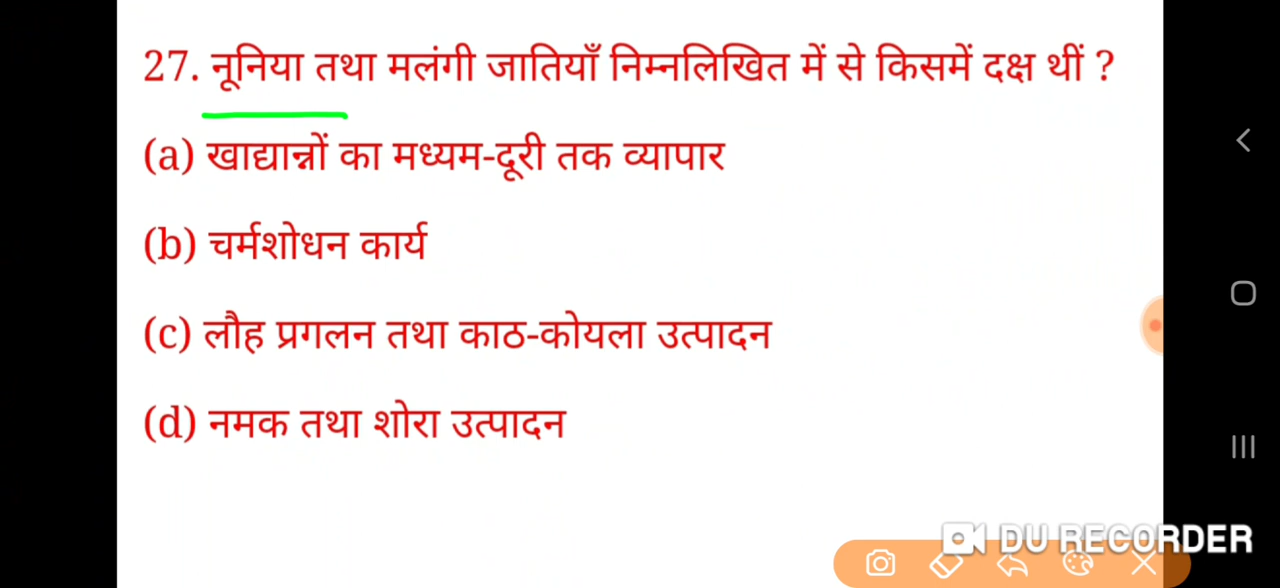 27. नूनिया तथा मलंगी जातियाँ निम्नलिखित में से किसमें दक्ष थीं ?
(a) खाद्यान्नों का मध्यम-दूरी तक व्यापार
(b) चर्मशोधन कार्य
(c) लौह प्रगलन तथा काठ-कोयला उत्पादन
(d) नमक तथा शोरा उत्पादन
DU RECORDER